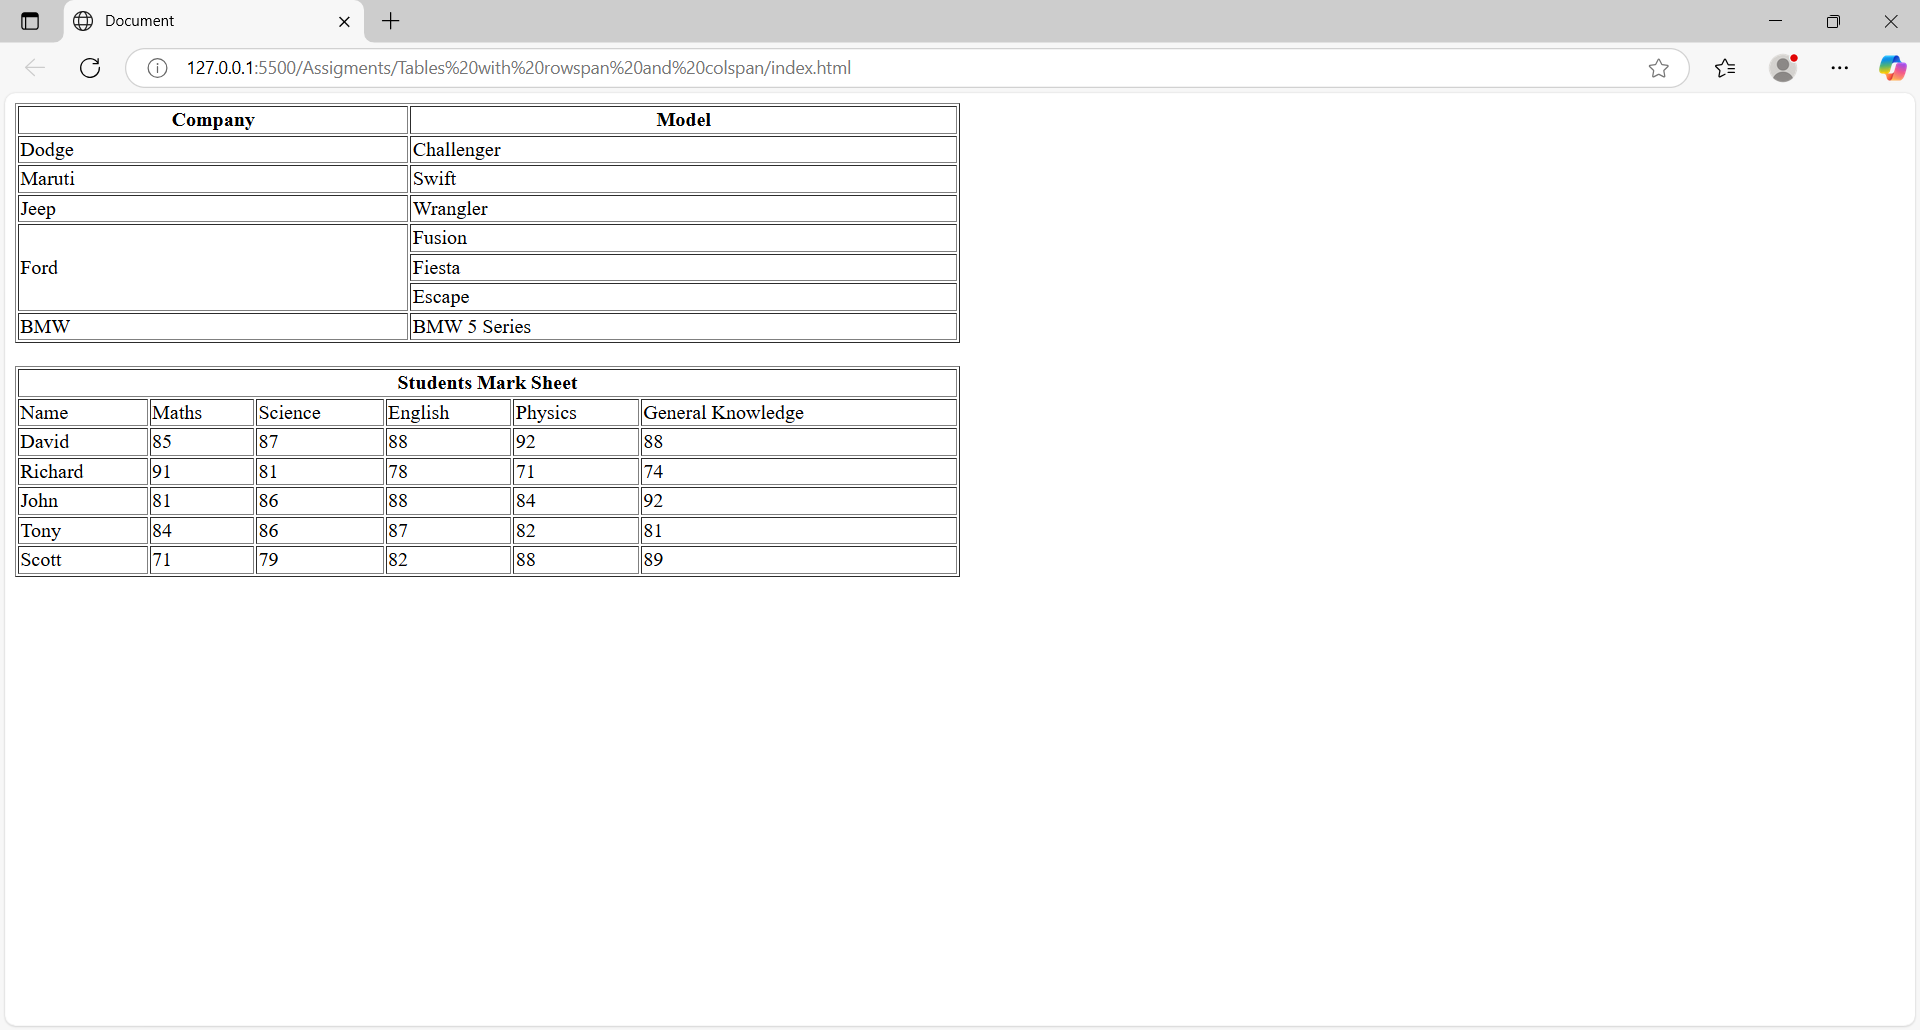 Document
127.0.0.1:5500/Assigments/Tables%20with%20rowspan%20and%20colspan/index.html
Company Model
Dodge Challenger
Maruti Swift
Jeep Wrangler
Ford Fusion
Fiesta
Escape
BMW BMW 5 Series
Students Mark Sheet
Name Maths Science English Physics General Knowledge
David 85 87 88 92 88
Richard 91 81 78 71 74
John 81 86 88 84 92
Tony 84 86 87 82 81
Scott 71 79 82 88 89